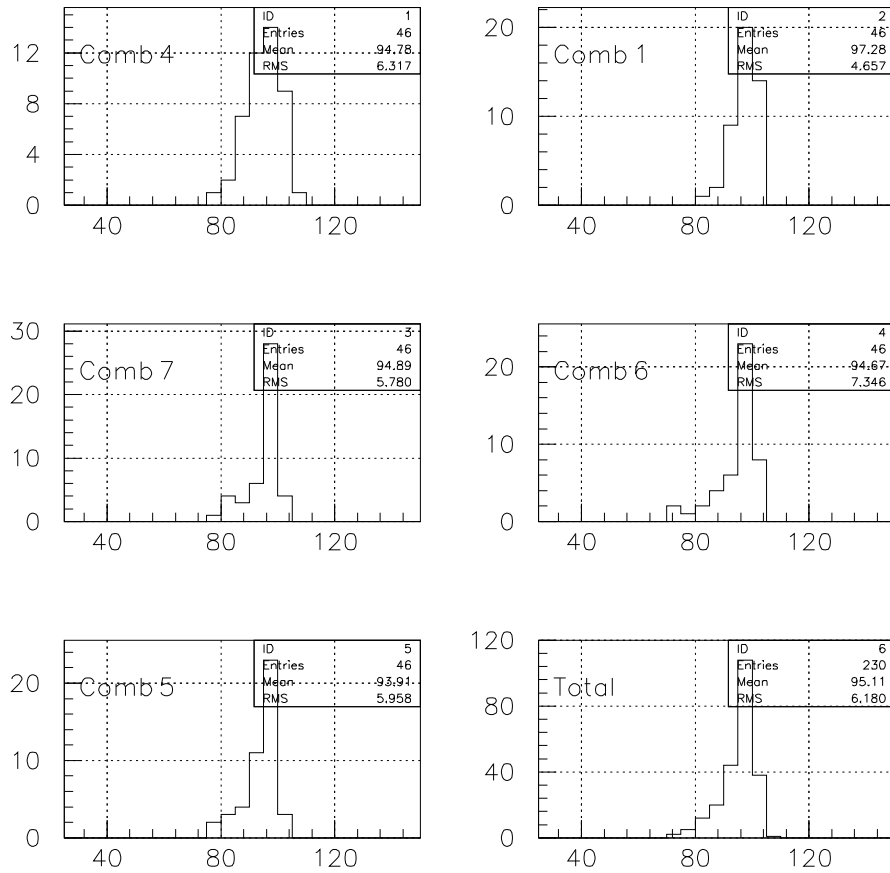 ID 1
Entries 46
Mean 94.78
RMS 6.317
Comb 4
12
8
4
0
40 80 120
ID 2
Entries 46
Mean 97.28
RMS 4.657
Comb 1
20
10
0
40 80 120
ID 3
Entries 46
Mean 94.89
RMS 5.780
Comb 7
30
20
10
0
40 80 120
ID 4
Entries 46
Mean 94.67
RMS 7.346
Comb 6
20
10
0
40 80 120
ID 5
Entries 46
Mean 93.91
RMS 5.958
Comb 5
20
10
0
40 80 120
ID 6
Entries 230
Mean 95.11
RMS 6.180
Total
120
80
40
0
40 80 120